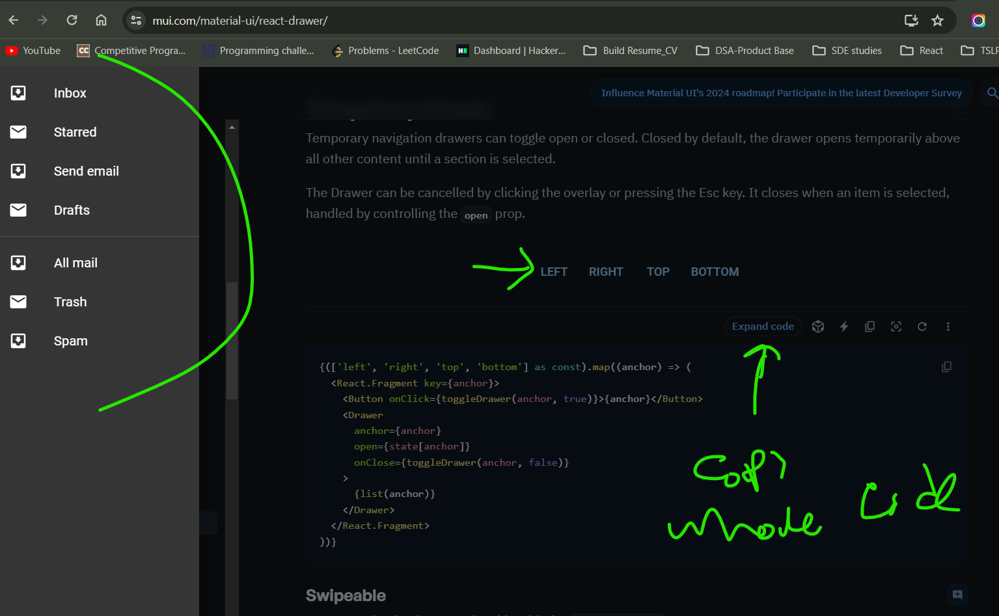 mui.com/material-ui/react-drawer/
YouTube
Competitive Progra...
Programming challe...
Problems - LeetCode
Dashboard | Hacker...
Build Resume_CV
DSA-Product Base
SDE studies
React
TSLF
Inbox
Starred
Send email
Drafts
All mail
Trash
Spam
Influence Material UI's 2024 roadmap! Participate in the latest Developer Survey
Temporary navigation drawers can toggle open or closed. Closed by default, the drawer opens temporarily above
all other content until a section is selected.
The Drawer can be cancelled by clicking the overlay or pressing the Esc key. It closes when an item is selected,
handled by controlling the open prop.
LEFT RIGHT TOP BOTTOM
Expand code
{(['left', 'right', 'top', 'bottom'] as const).map((anchor) => (
<React.Fragment key={anchor}>
<Button onClick={toggleDrawer(anchor, true)}>{anchor}</Button>
<Drawer
anchor={anchor}
open={state[anchor]}
onClose={toggleDrawer(anchor, false)}
>
{list(anchor)}
</Drawer>
</React.Fragment>
))}
Copy
whole code
Swipeable